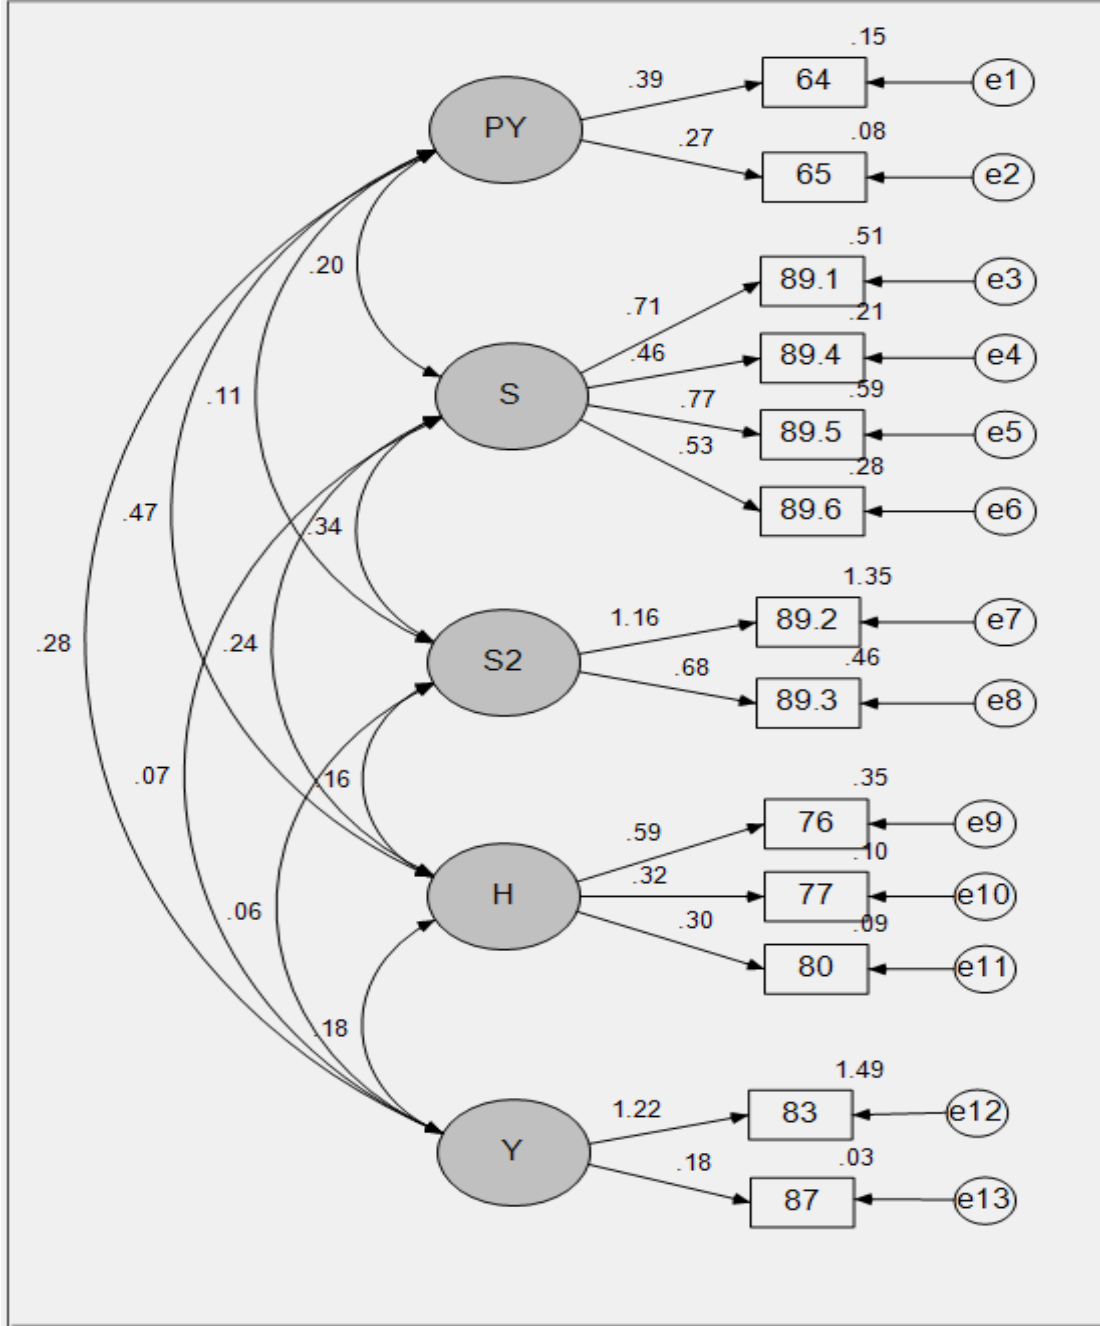 .15
.39 64 e1
PY
.08
.27 65 e2
.51
.20 89.1 e3
.71 .21
.46 89.4 e4
.11 S .59
.77 89.5 e5
.53 .28
.47 .34 89.6 e6
1.35
1.16 89.2 e7
.28 .24 S2 .46
.68 89.3 e8
.07 .16 .35
.59 76 e9
.10
.32 77 e10
H
.06 .30 .09
80 e11
.18
1.49
1.22 83 e12
Y .03
.18 87 e13